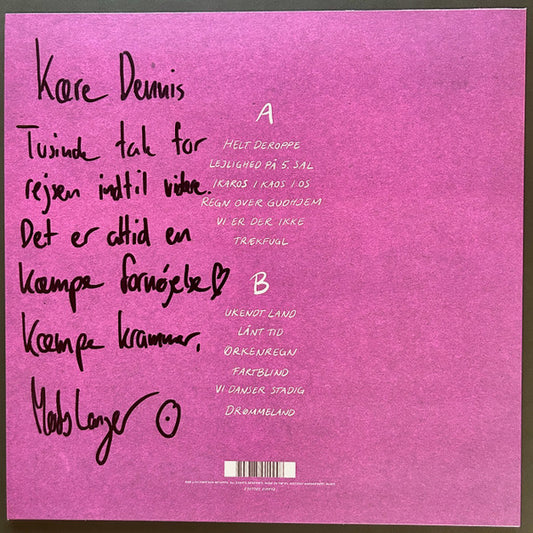 Kære Dennis
Tusinde tak for
rejsen indtil videre.
Det er altid en
kæmpe fornøjelse
Kæmpe krammer,
Mads Langer
A
HELT DEROPPE
LEJLIGHED PÅ 5. SAL
IKAROS I KAOS I OS
REGN OVER GUDHJEM
VI ER DER IKKE
TRÆKFUGL
B
UKENDT LAND
LÅNT TID
ØRKENREGN
FARTBLIND
VI DANSER STADIG
DRØMMELAND